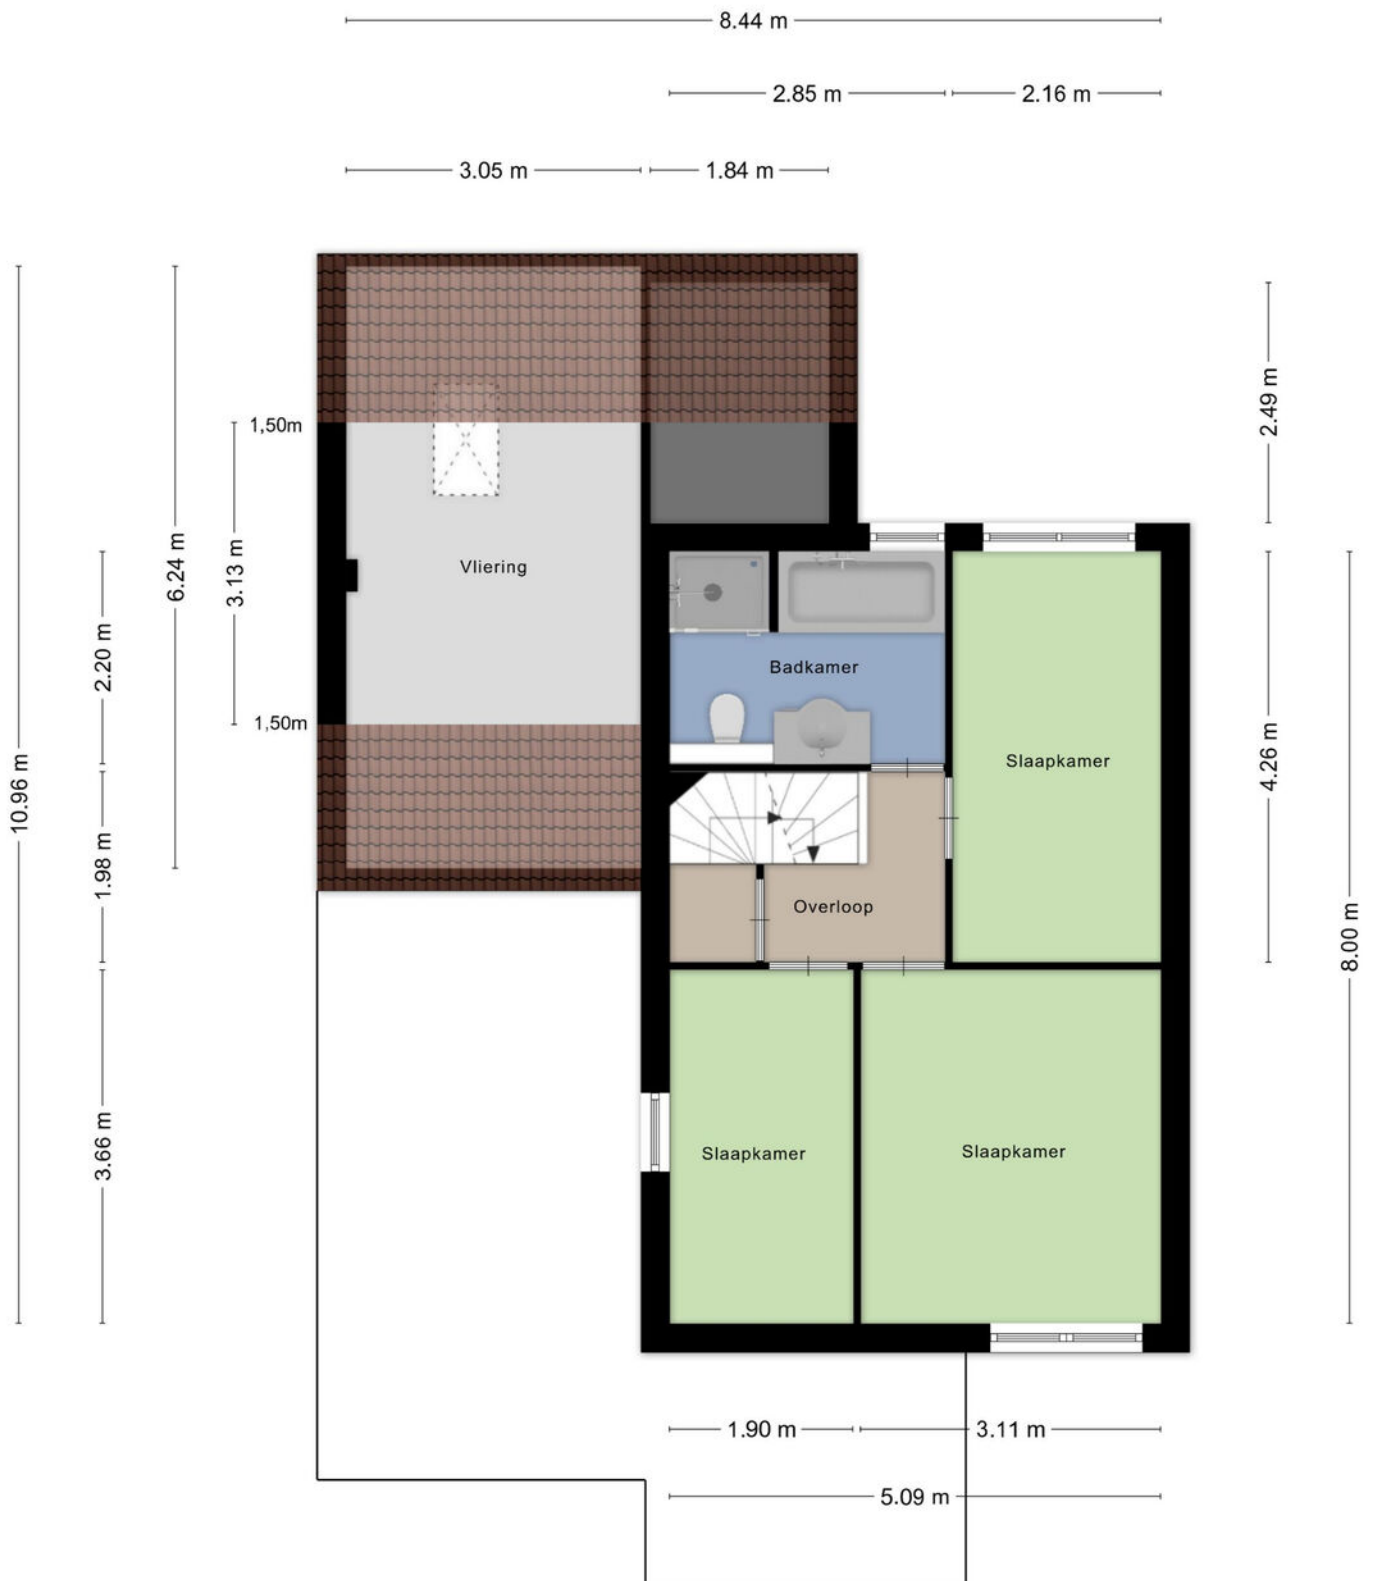 8.44 m
2.85 m
2.16 m
3.05 m
1.84 m
2.49 m
1,50m
6.24 m
3.13 m
Vliering
2.20 m
Badkamer
1,50m
4.26 m
Slaapkamer
10.96 m
1.98 m
Overloop
8.00 m
3.66 m
Slaapkamer
Slaapkamer
1.90 m
3.11 m
5.09 m